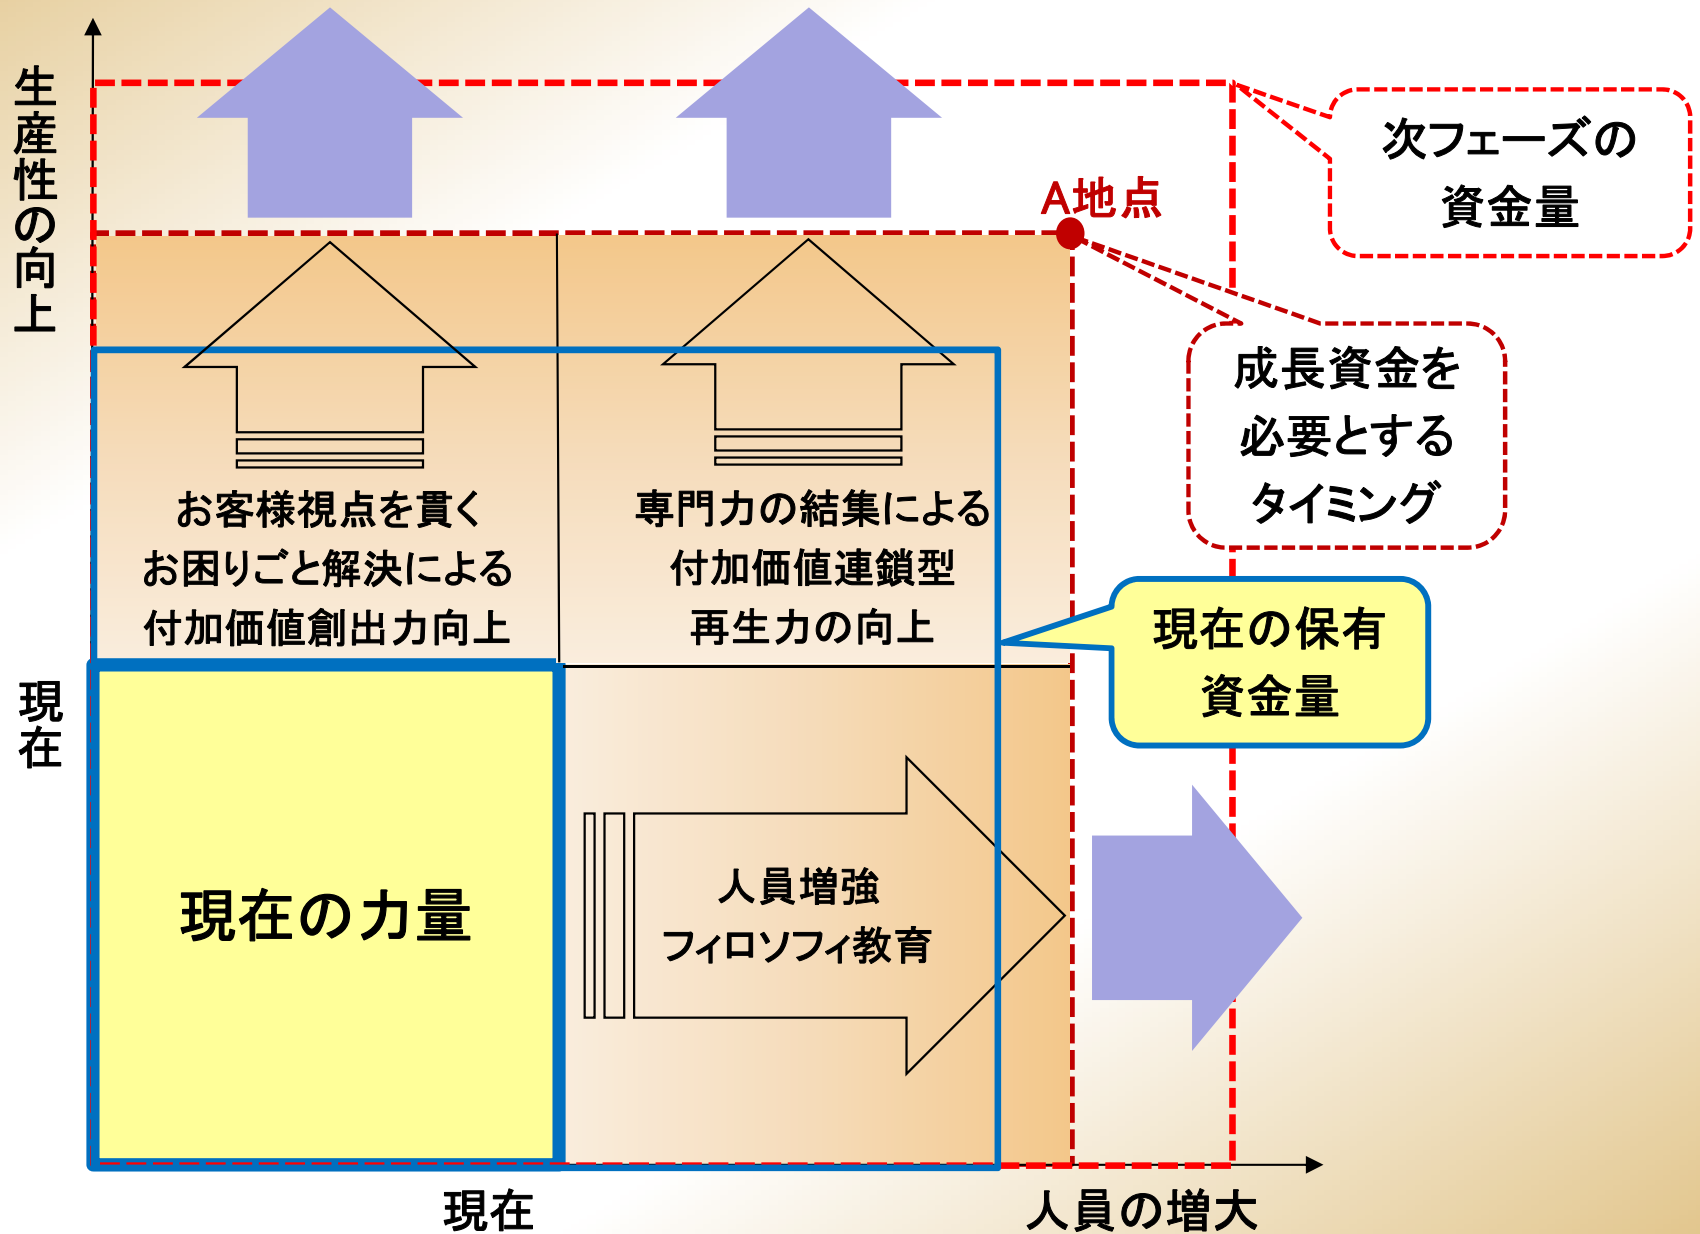 生産性の向上
次フェーズの
資金量
A地点
成長資金を
必要とする
タイミング
お客様視点を貫く
お困りごと解決による
付加価値創出力向上
専門力の結集による
付加価値連鎖型
再生力の向上
現在の保有
資金量
現在
現在の力量
人員増強
フィロソフィ教育
現在
人員の増大